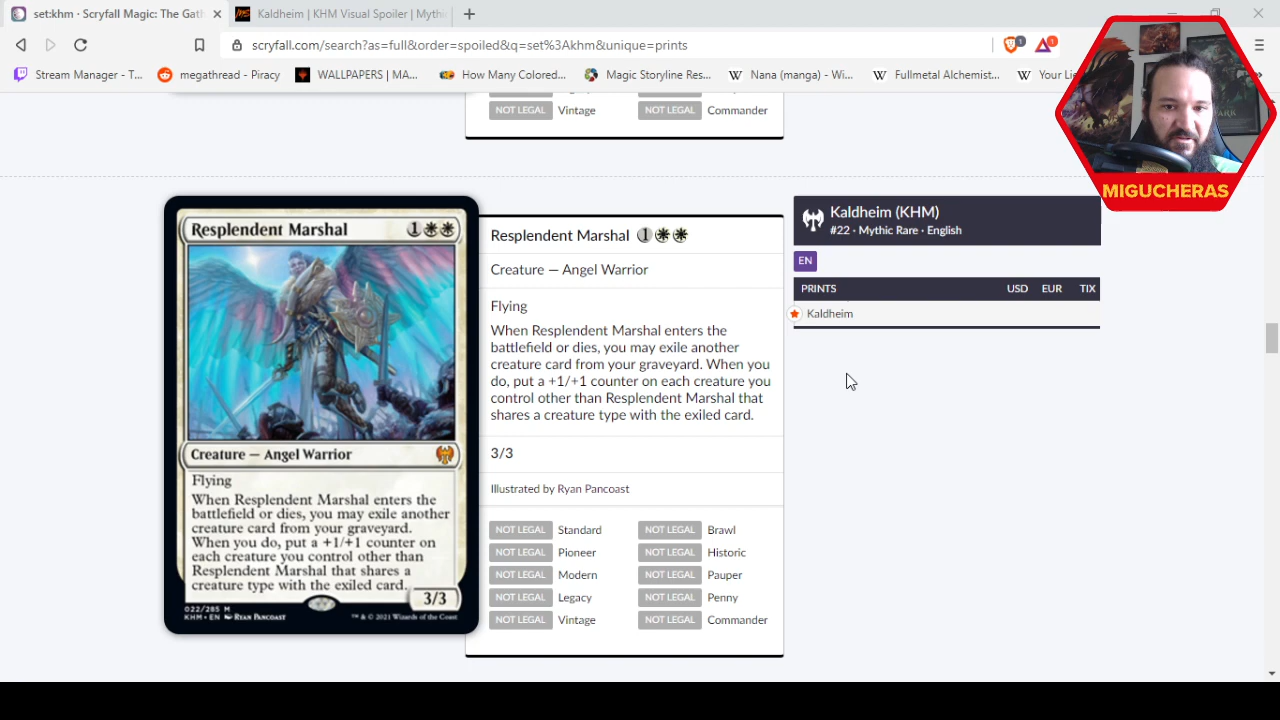 set:khm · Scryfall Magic: The Gath
Kaldheim | KHM Visual Spoiler | Mythi
scryfall.com/search?as=full&order=spoiled&q=set%3Akhm&unique=prints
1
1
Stream Manager - T...
megathread - Piracy
WALLPAPERS | MA...
How Many Colored...
Magic Storyline Res...
Nana (manga) - Wi...
Fullmetal Alchemist...
Your Lie
NOT LEGAL Vintage NOT LEGAL Commander
MIGUCHERAS
Resplendent Marshal 1
Creature — Angel Warrior
Flying
When Resplendent Marshal enters the
battlefield or dies, you may exile another
creature card from your graveyard.
When you do, put a +1/+1 counter on
each creature you control other than
Resplendent Marshal that shares a
creature type with the exiled card.
3/3
022/285 M
KHM • EN Ryan Pancoast
™ & © 2021 Wizards of the Coast
Resplendent Marshal 1
Creature — Angel Warrior
Flying
When Resplendent Marshal enters the
battlefield or dies, you may exile another
creature card from your graveyard. When you
do, put a +1/+1 counter on each creature you
control other than Resplendent Marshal that
shares a creature type with the exiled card.
3/3
Illustrated by Ryan Pancoast
NOT LEGAL Standard NOT LEGAL Brawl
NOT LEGAL Pioneer NOT LEGAL Historic
NOT LEGAL Modern NOT LEGAL Pauper
NOT LEGAL Legacy NOT LEGAL Penny
NOT LEGAL Vintage NOT LEGAL Commander
Kaldheim (KHM)
#22 · Mythic Rare · English
EN
PRINTS USD EUR TIX
Kaldheim